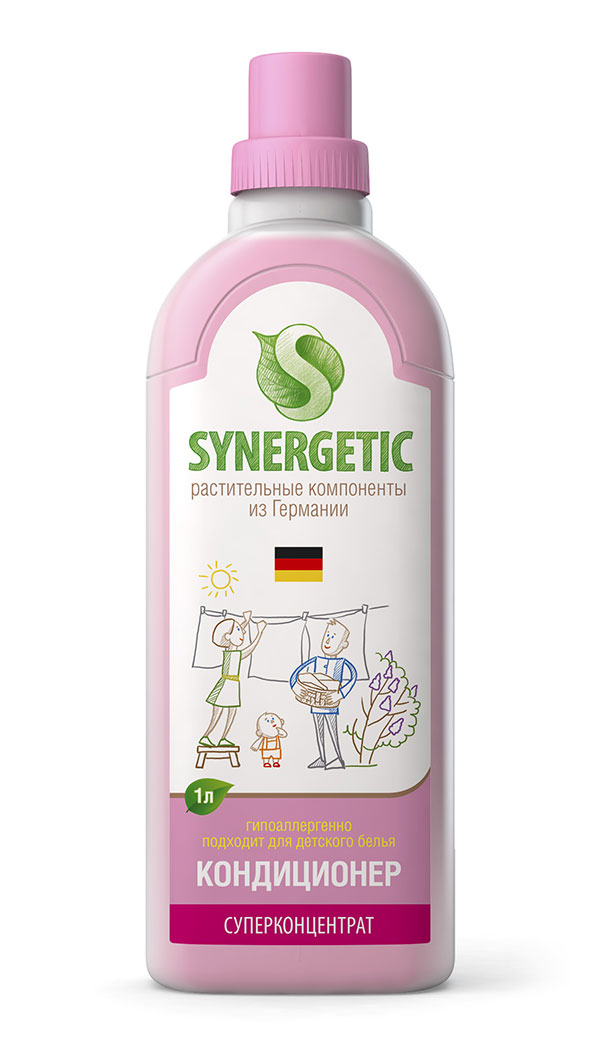 SYNERGETIC
растительные компоненты
из Германии
1л
гипоаллергенно
подходит для детского белья
КОНДИЦИОНЕР
СУПЕРКОНЦЕНТРАТ